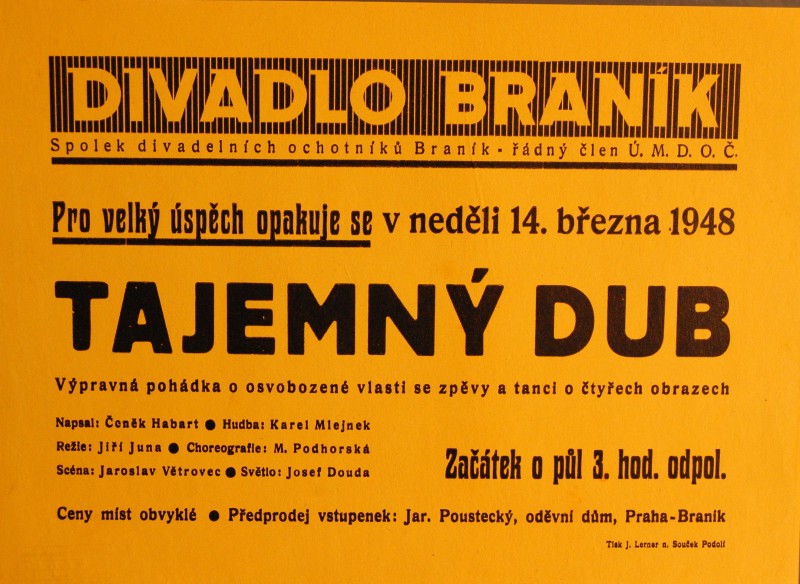 DIVADLO BRANÍK
Spolek divadelních ochotníků Braník - řádný člen Ú. M. D. O. Č.
Pro velký úspěch opakuje se v neděli 14. března 1948
TAJEMNÝ DUB
Výpravná pohádka o osvobozené vlasti se zpěvy a tanci o čtyřech obrazech
Napsal: Čeněk Habart ● Hudba: Karel Mlejnek
Režie: Jiří Juna ● Choreografie: M. Podhorská
Scéna: Jaroslav Větrovec ● Světlo: Josef Douda
Začátek o půl 3. hod. odpol.
Ceny míst obvyklé ● Předprodej vstupenek: Jar. Poustecký, oděvní dům, Praha-Braník
Tisk J. Lerner a. Souček Podolí